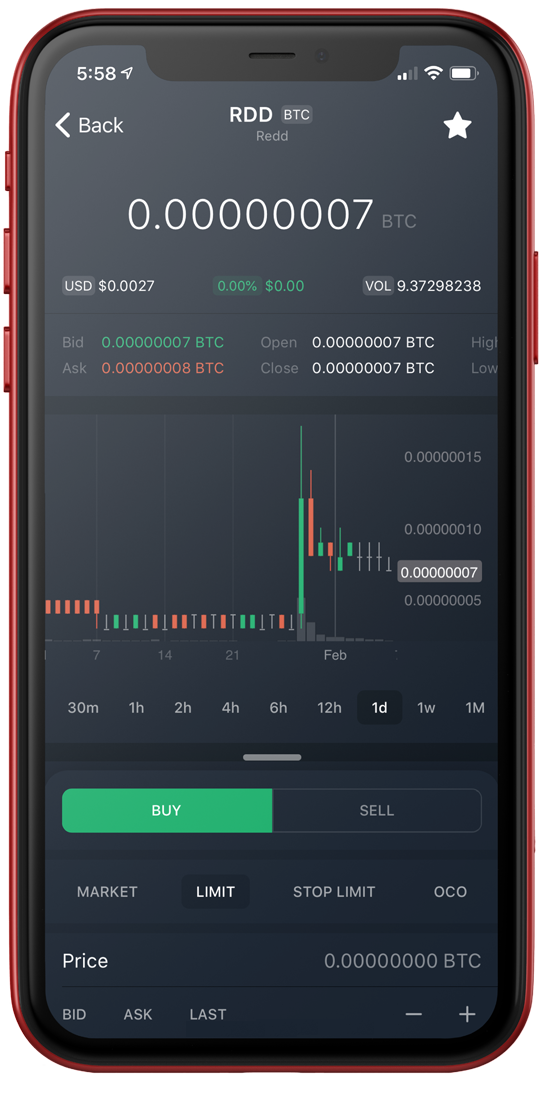 5:58
Back
RDD BTC
Redd
0.00000007 BTC
USD $0.0027 0.00% $0.00 VOL 9.37298238
Bid 0.00000007 BTC Open 0.00000007 BTC High
Ask 0.00000008 BTC Close 0.00000007 BTC Low
0.00000015
0.00000010
0.00000007
0.00000005
7 14 21 Feb
30m 1h 2h 4h 6h 12h 1d 1w 1M
BUY SELL
MARKET LIMIT STOP LIMIT OCO
Price 0.00000000 BTC
BID ASK LAST − +